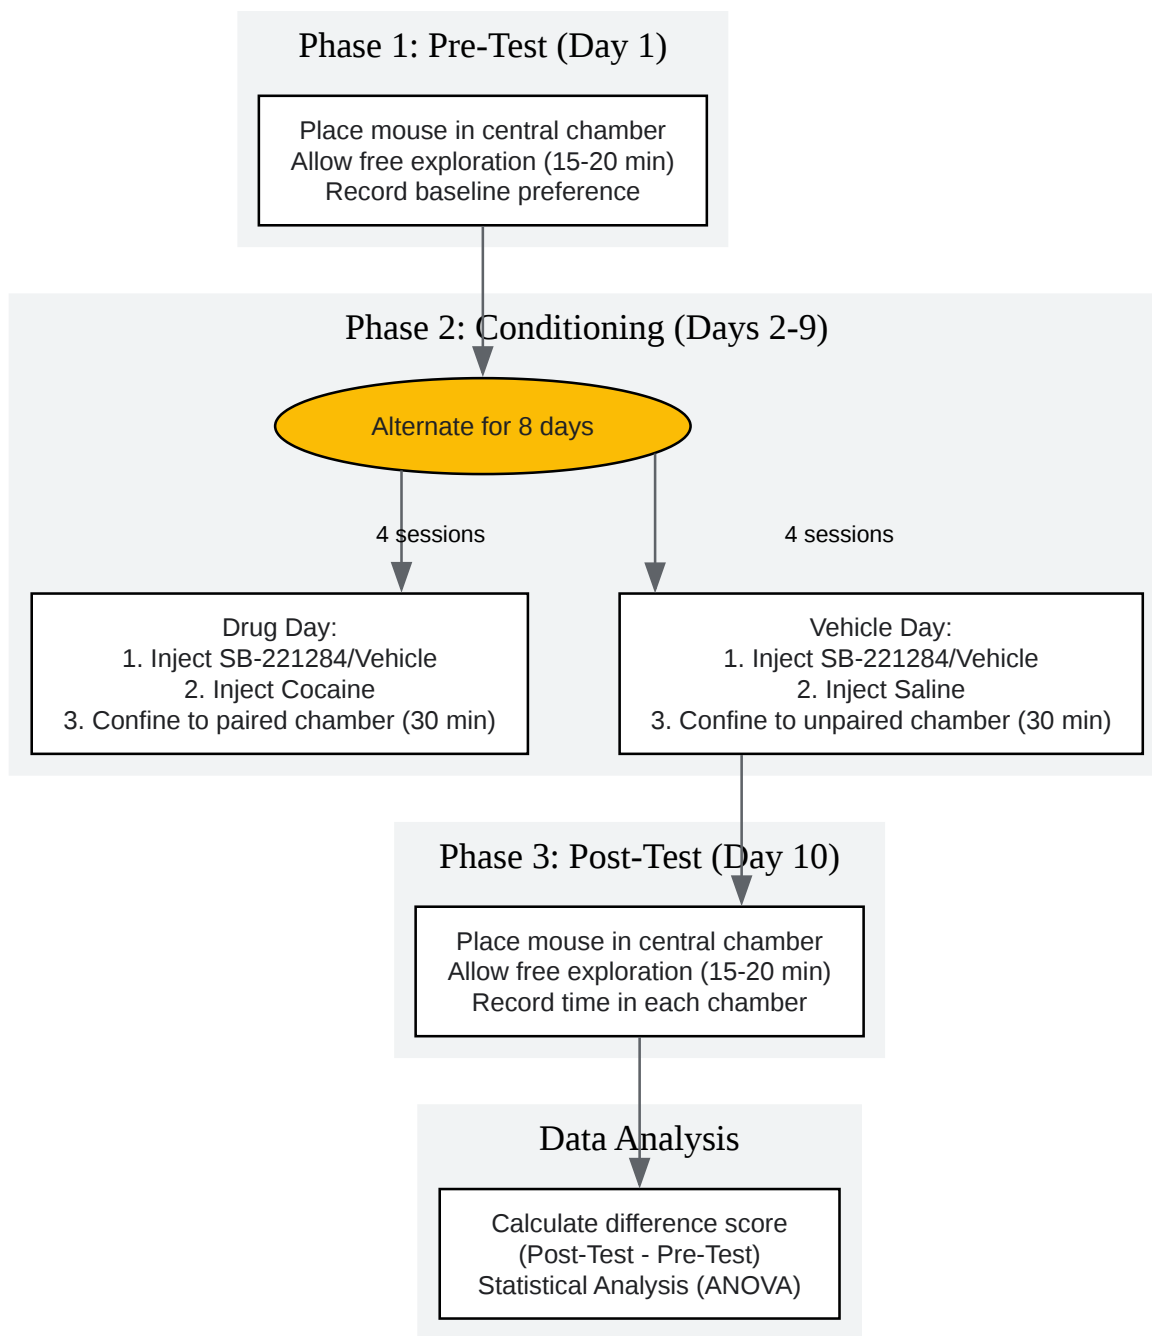 Phase 1: Pre-Test (Day 1)
Place mouse in central chamber
Allow free exploration (15-20 min)
Record baseline preference
Phase 2: Conditioning (Days 2-9)
Alternate for 8 days
4 sessions
4 sessions
Drug Day:
1. Inject SB-221284/Vehicle
2. Inject Cocaine
3. Confine to paired chamber (30 min)
Vehicle Day:
1. Inject SB-221284/Vehicle
2. Inject Saline
3. Confine to unpaired chamber (30 min)
Phase 3: Post-Test (Day 10)
Place mouse in central chamber
Allow free exploration (15-20 min)
Record time in each chamber
Data Analysis
Calculate difference score
(Post-Test - Pre-Test)
Statistical Analysis (ANOVA)